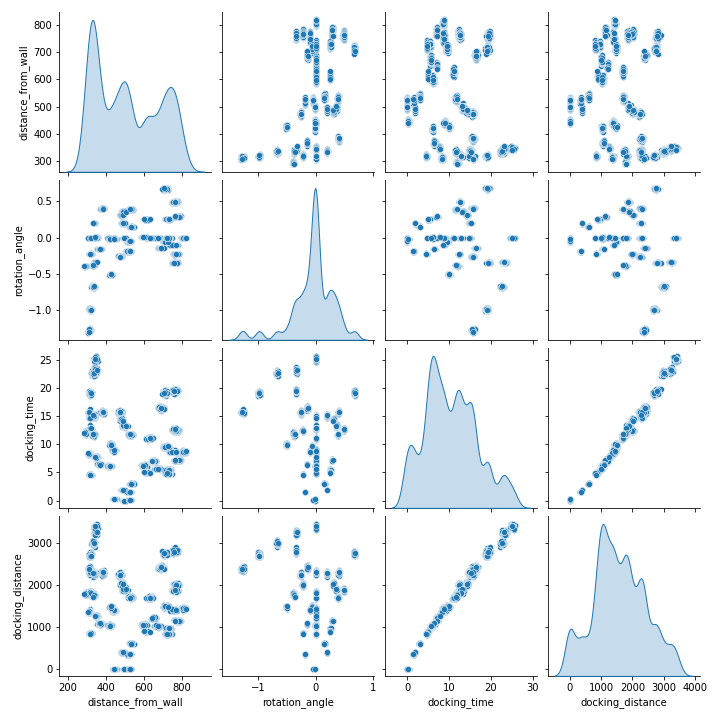 distance_from_wall
800
700
600
500
400
300
rotation_angle
0.5
0.0
−0.5
−1.0
docking_time
25
20
15
10
5
0
docking_distance
3000
2000
1000
0
200 400 600 800
−1 0 1
0 10 20 30
0 1000 2000 3000 4000
distance_from_wall rotation_angle docking_time docking_distance